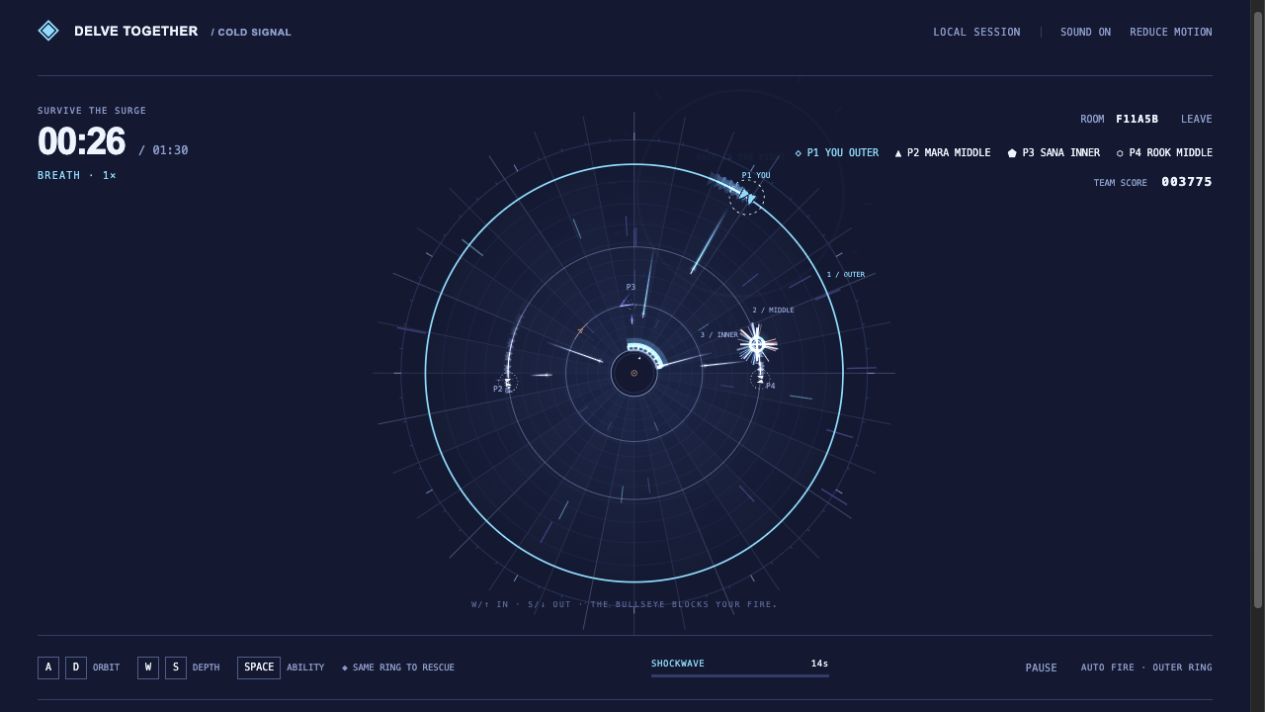 DELVE TOGETHER / COLD SIGNAL
LOCAL SESSION SOUND ON REDUCE MOTION
SURVIVE THE SURGE
00:26 / 01:30
BREATH · 1×
ROOM F11A5B LEAVE
◇ P1 YOU OUTER ▲ P2 MARA MIDDLE ⬟ P3 SANA INNER ○ P4 ROOK MIDDLE
TEAM SCORE 003775
P1 YOU
1 / OUTER
P3
2 / MIDDLE
3 / INNER
P2
P4
W/↑ IN · S/↓ OUT · THE BULLSEYE BLOCKS YOUR FIRE.
A D ORBIT W S DEPTH SPACE ABILITY ◆ SAME RING TO RESCUE
SHOCKWAVE 14s
PAUSE AUTO FIRE · OUTER RING